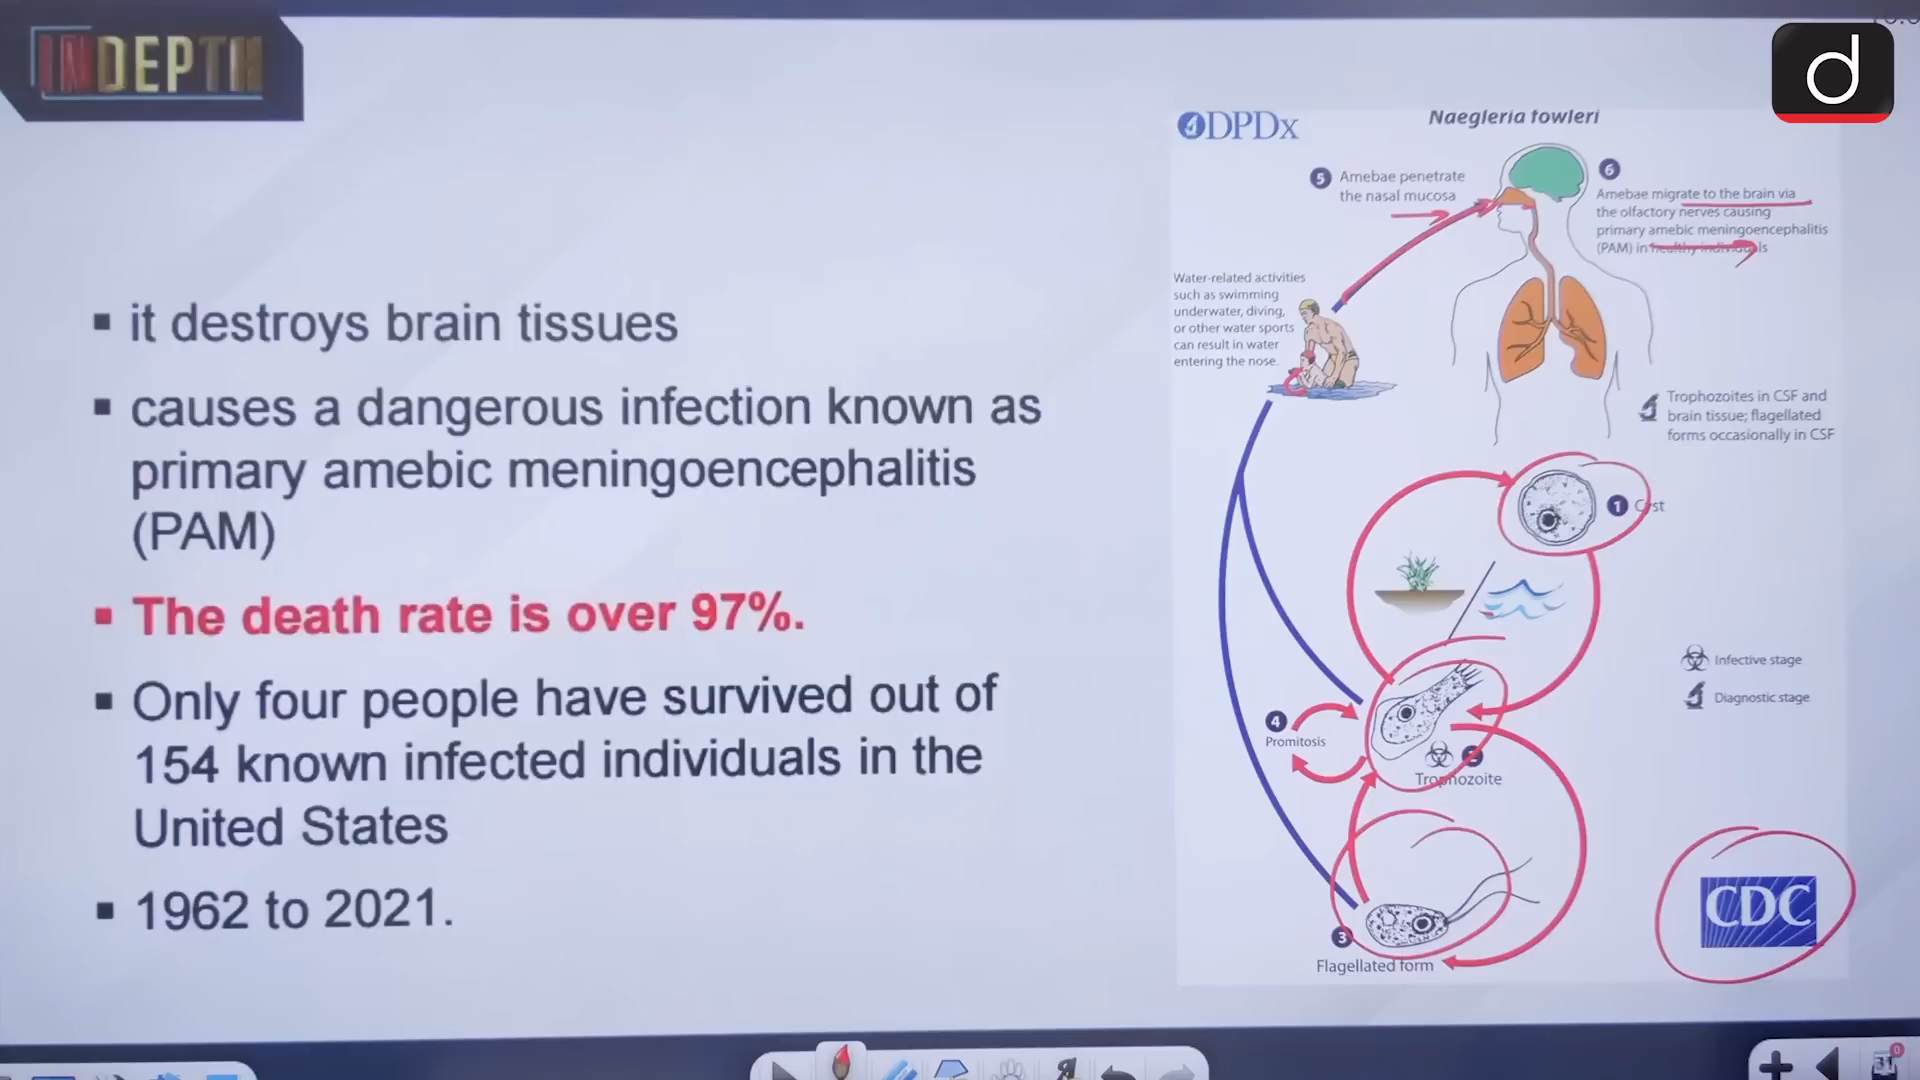 INDEPTH
d
▪ it destroys brain tissues
▪ causes a dangerous infection known as
primary amebic meningoencephalitis
(PAM)
▪ The death rate is over 97%.
▪ Only four people have survived out of
154 known infected individuals in the
United States
▪ 1962 to 2021.
DPDx
Naegleria fowleri
5 Amebae penetrate
the nasal mucosa
6
Amebae migrate to the brain via
the olfactory nerves causing
primary amebic meningoencephalitis
(PAM) in healthy individuals
Water-related activities
such as swimming
underwater, diving,
or other water sports
can result in water
entering the nose.
Trophozoites in CSF and
brain tissue; flagellated
forms occasionally in CSF
1 Cyst
Infective stage
Diagnostic stage
4
Promitosis
2
Trophozoite
3
Flagellated form
CDC
31
0